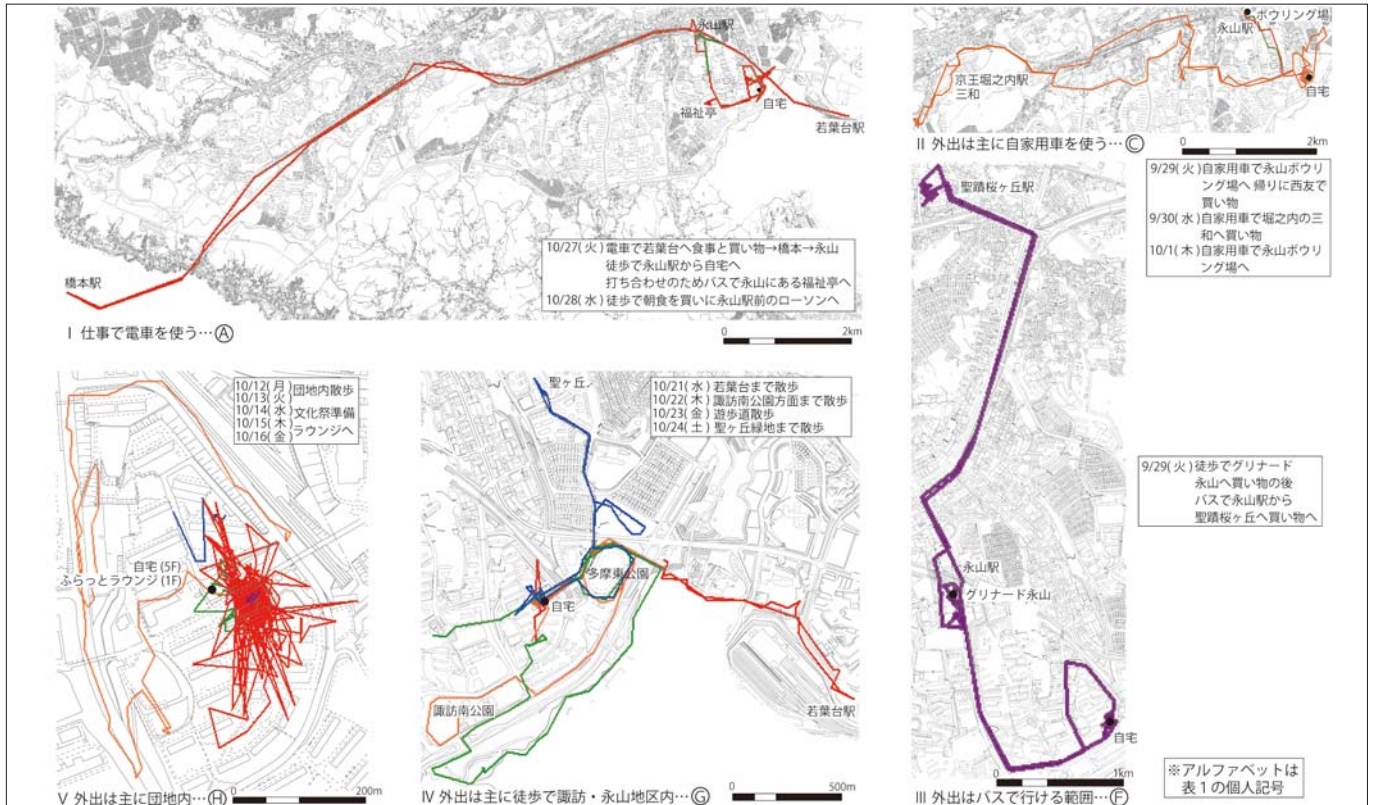 永山駅
福祉亭
自宅
若葉台駅
橋本駅
10/27(火) 電車で若葉台へ食事と買い物→橋本→永山
徒歩で永山駅から自宅へ
打ち合わせのためバスで永山にある福祉亭へ
10/28(水) 徒歩で朝食を買いに永山駅前のローソンへ
I 仕事で電車を使う…Ⓐ
0 2km
ボウリング場
永山駅
京王堀之内駅
三和
自宅
II 外出は主に自家用車を使う…Ⓒ
0 2km
9/29(火) 自家用車で永山ボウリ
ング場へ 帰りに西友で
買い物
9/30(水) 自家用車で堀之内の三
和へ買い物
10/1(木) 自家用車で永山ボウリ
ング場へ
聖蹟桜ヶ丘駅
9/29(火) 徒歩でグリナード
永山へ買い物の後
バスで永山駅から
聖蹟桜ヶ丘へ買い物へ
永山駅
グリナード永山
自宅
0 1km
III 外出はバスで行ける範囲…Ⓕ
※アルファベットは
表1の個人記号
10/12(月) 団地内散歩
10/13(火)
10/14(水) 文化祭準備
10/15(木) ラウンジへ
10/16(金)
自宅(5F)
ふらっとラウンジ(1F)
V 外出は主に団地内…Ⓗ
0 200m
聖ヶ丘
10/21(水) 若葉台まで散歩
10/22(木) 諏訪南公園方面まで散歩
10/23(金) 遊歩道散歩
10/24(土) 聖ヶ丘緑地まで散歩
多摩東公園
自宅
諏訪南公園
若葉台駅
IV 外出は主に徒歩で諏訪・永山地区内…Ⓖ
0 500m